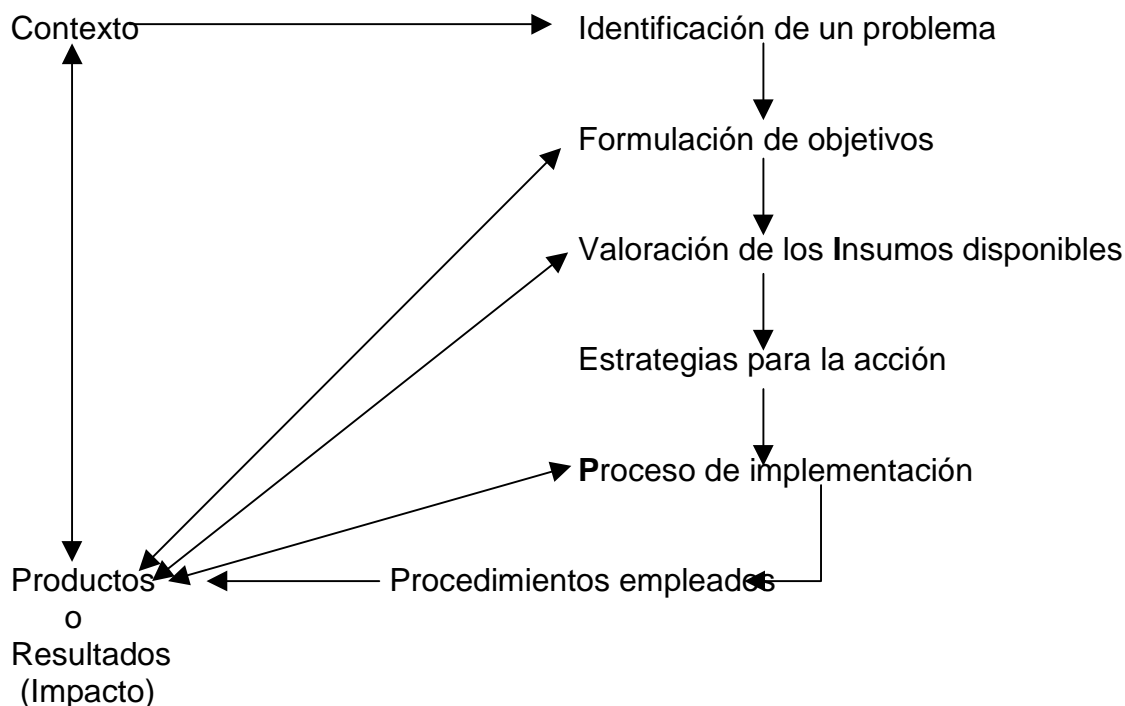 Contexto
Identificación de un problema
Formulación de objetivos
Valoración de los Insumos disponibles
Estrategias para la acción
Proceso de implementación
Procedimientos empleados
Productos
o
Resultados
(Impacto)